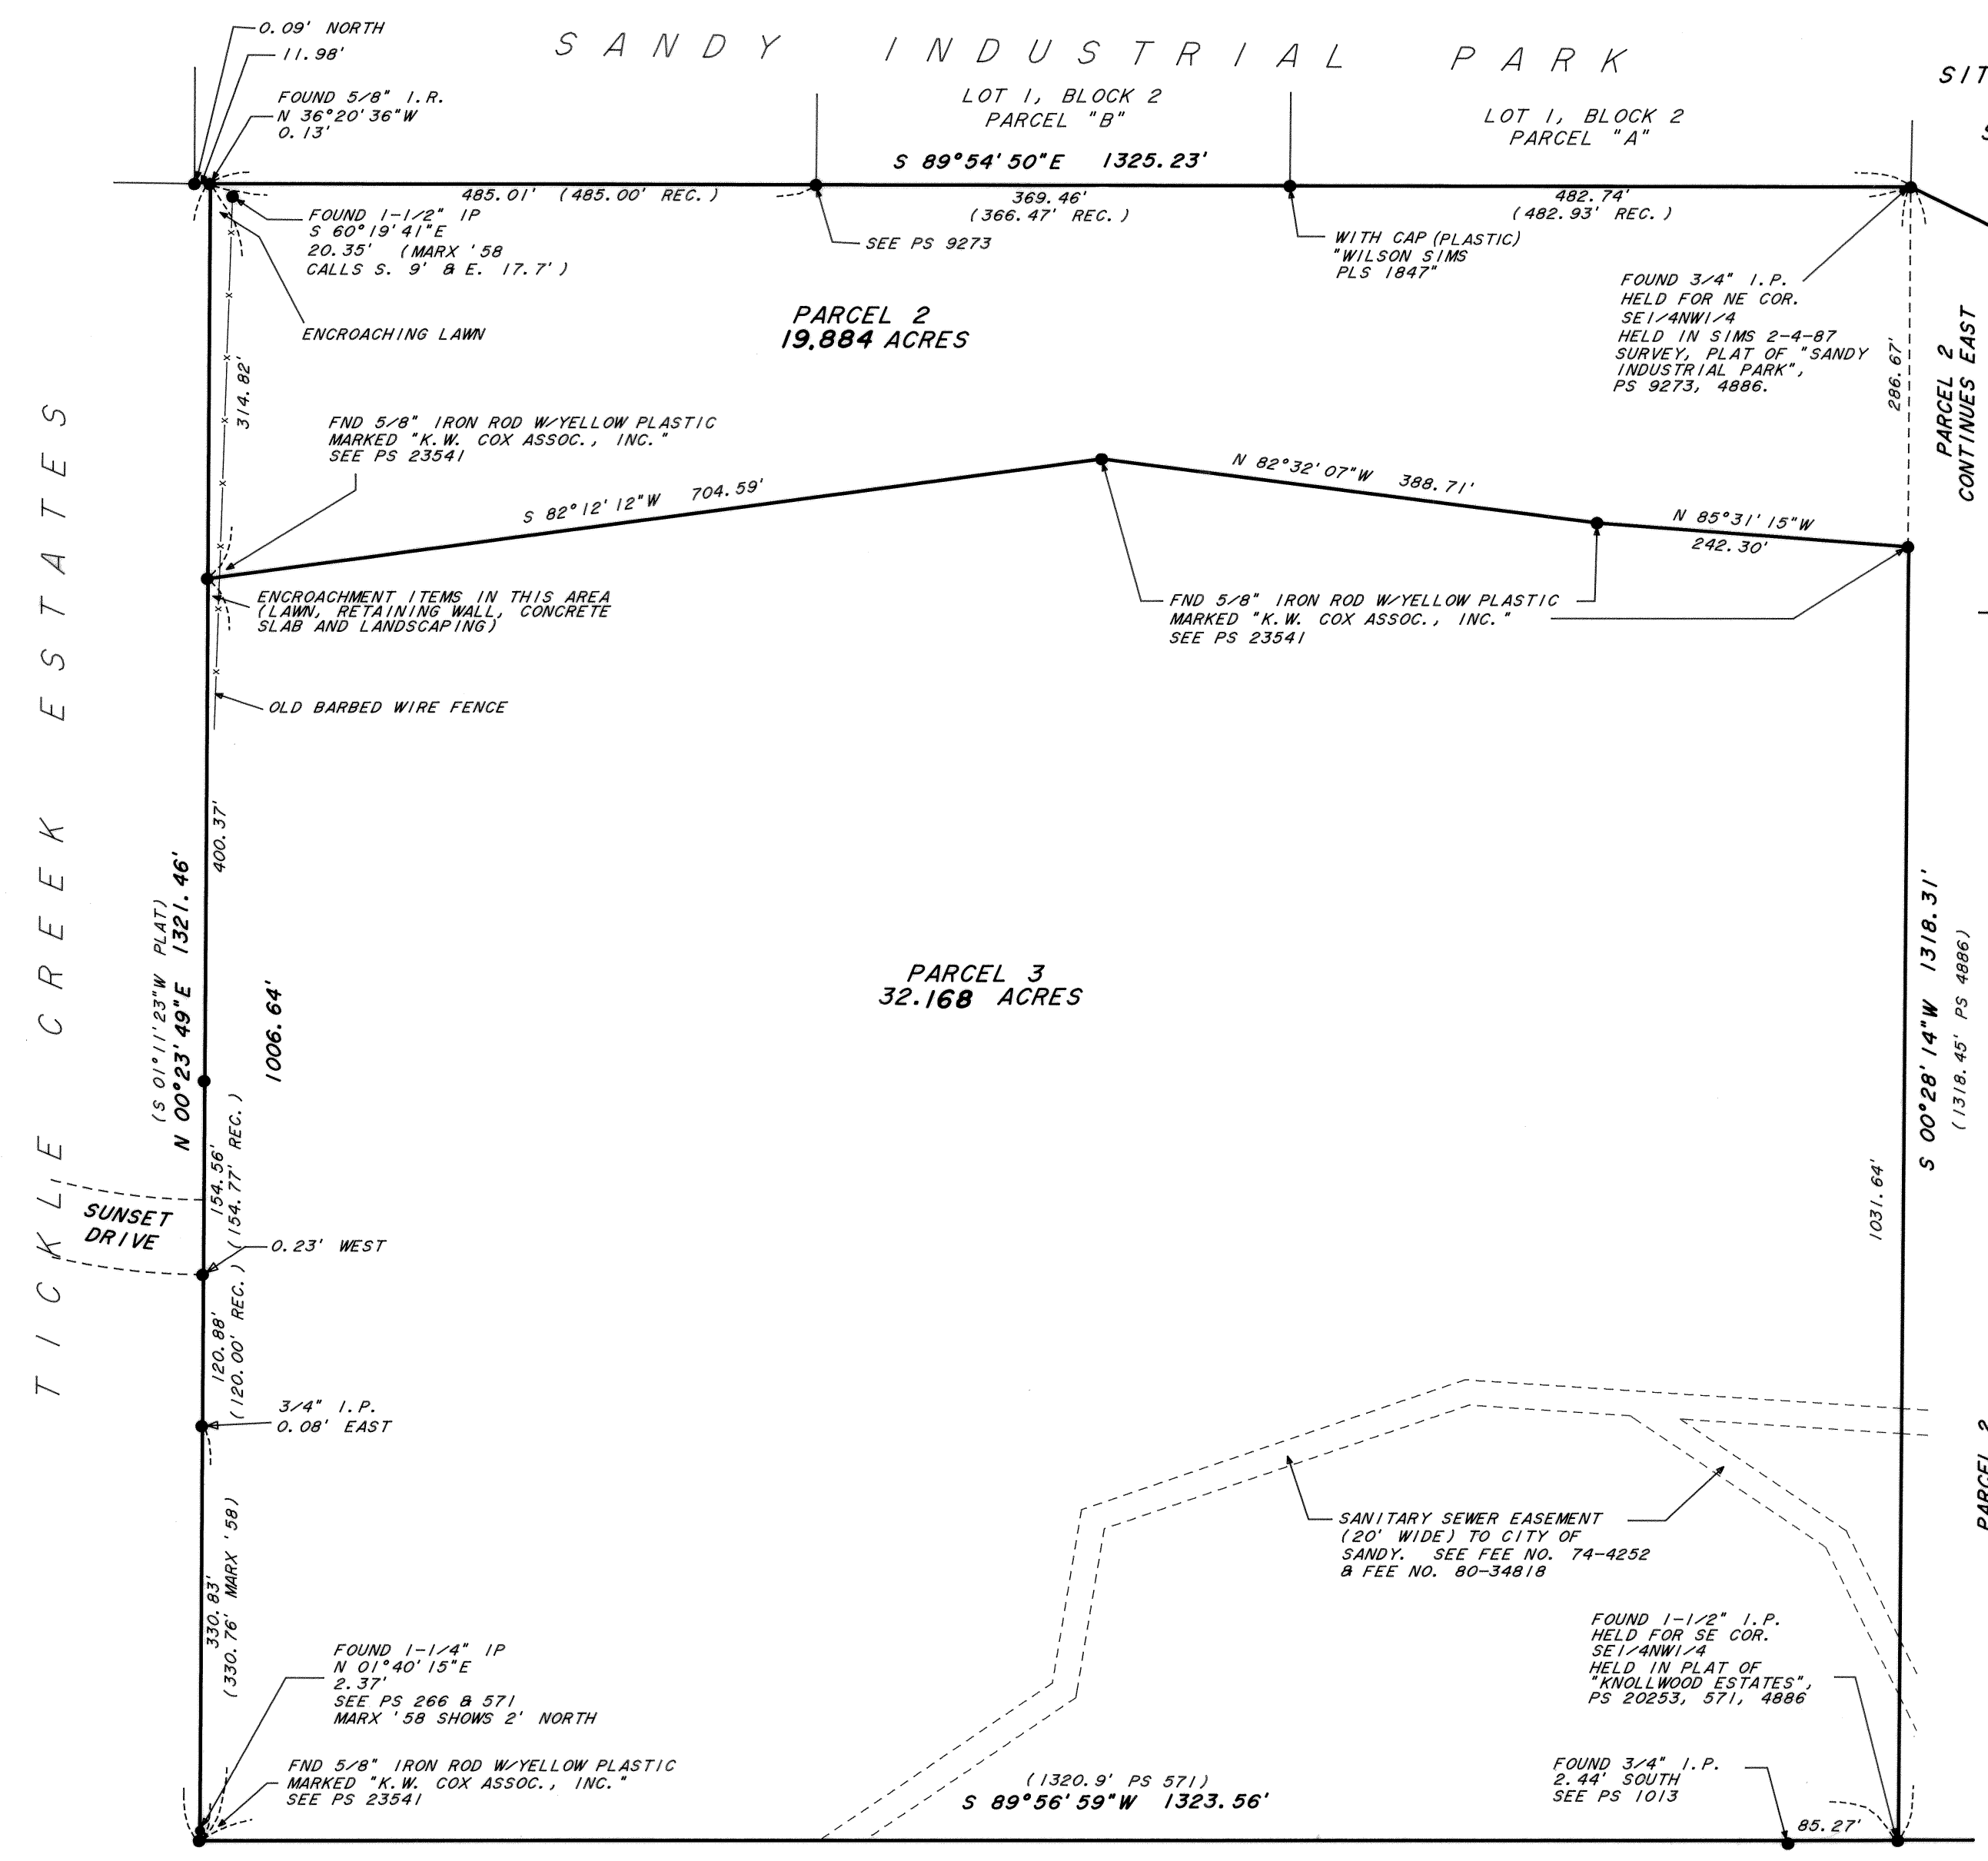 0.09' NORTH
11.98'
FOUND 5/8" I.R.
N 36°20'36"W
0.13'
SANDY INDUSTRIAL PARK
SIT
S
LOT 1, BLOCK 2
PARCEL "B"
LOT 1, BLOCK 2
PARCEL "A"
S 89°54'50"E 1325.23'
485.01' (485.00' REC.)
369.46'
(366.47' REC.)
482.74'
(482.93' REC.)
FOUND 1-1/2" IP
S 60°19'41"E
20.35' (MARX '58
CALLS S. 9' & E. 17.7')
SEE PS 9273
WITH CAP (PLASTIC)
"WILSON SIMS
PLS 1847"
FOUND 3/4" I.P.
HELD FOR NE COR.
SE1/4NW1/4
HELD IN SIMS 2-4-87
SURVEY, PLAT OF "SANDY
INDUSTRIAL PARK",
PS 9273, 4886.
ENCROACHING LAWN
PARCEL 2
19.884 ACRES
314.82'
286.67'
PARCEL 2
CONTINUES EAST
FND 5/8" IRON ROD W/YELLOW PLASTIC
MARKED "K.W. COX ASSOC., INC."
SEE PS 23541
S 82°12'12"W 704.59'
N 82°32'07"W 388.71'
N 85°31'15"W
242.30'
ENCROACHMENT ITEMS IN THIS AREA
(LAWN, RETAINING WALL, CONCRETE
SLAB AND LANDSCAPING)
FND 5/8" IRON ROD W/YELLOW PLASTIC
MARKED "K.W. COX ASSOC., INC."
SEE PS 23541
OLD BARBED WIRE FENCE
TICKLE CREEK ESTATES
400.37'
(S 01°11'23"W PLAT)
N 00°23'49"E 1321.46'
1006.64'
PARCEL 3
32.168 ACRES
S 00°28'14"W 1318.31'
(1318.45' PS 4886)
1031.64'
154.56'
(154.77' REC.)
SUNSET
DRIVE
0.23' WEST
120.88'
(120.00' REC.)
3/4" I.P.
0.08' EAST
PARCEL 2
SANITARY SEWER EASEMENT
(20' WIDE) TO CITY OF
SANDY. SEE FEE NO. 74-4252
& FEE NO. 80-34818
330.83'
(330.76' MARX '58)
FOUND 1-1/4" IP
N 01°40'15"E
2.37'
SEE PS 266 & 571
MARX '58 SHOWS 2' NORTH
FOUND 1-1/2" I.P.
HELD FOR SE COR.
SE1/4NW1/4
HELD IN PLAT OF
"KNOLLWOOD ESTATES",
PS 20253, 571, 4886
FND 5/8" IRON ROD W/YELLOW PLASTIC
MARKED "K.W. COX ASSOC., INC."
SEE PS 23541
(1320.9' PS 571)
S 89°56'59"W 1323.56'
FOUND 3/4" I.P.
2.44' SOUTH
SEE PS 1013
85.27'